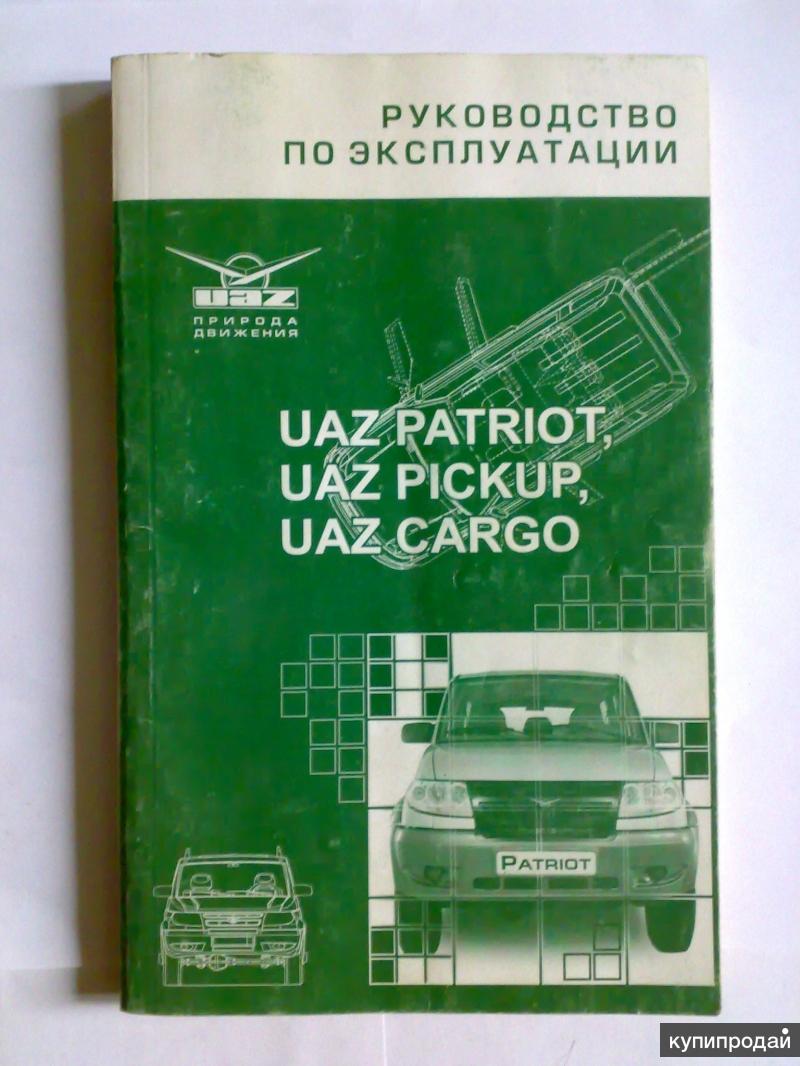 РУКОВОДСТВО
ПО ЭКСПЛУАТАЦИИ
UAZ
ПРИРОДА
ДВИЖЕНИЯ
UAZ PATRIOT,
UAZ PICKUP,
UAZ CARGO
PATRIOT
купипродай